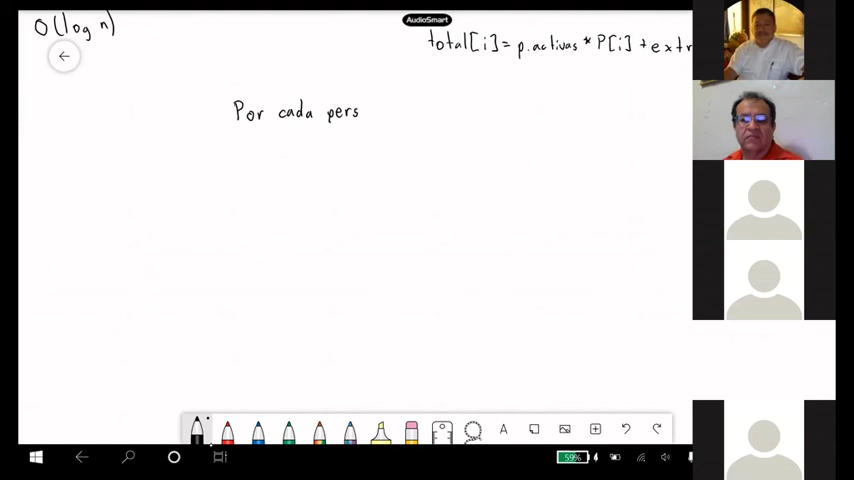 O(log n)
AudioSmart
total[i]= p.activas * P[i] + extr
Por cada pers
A
59%